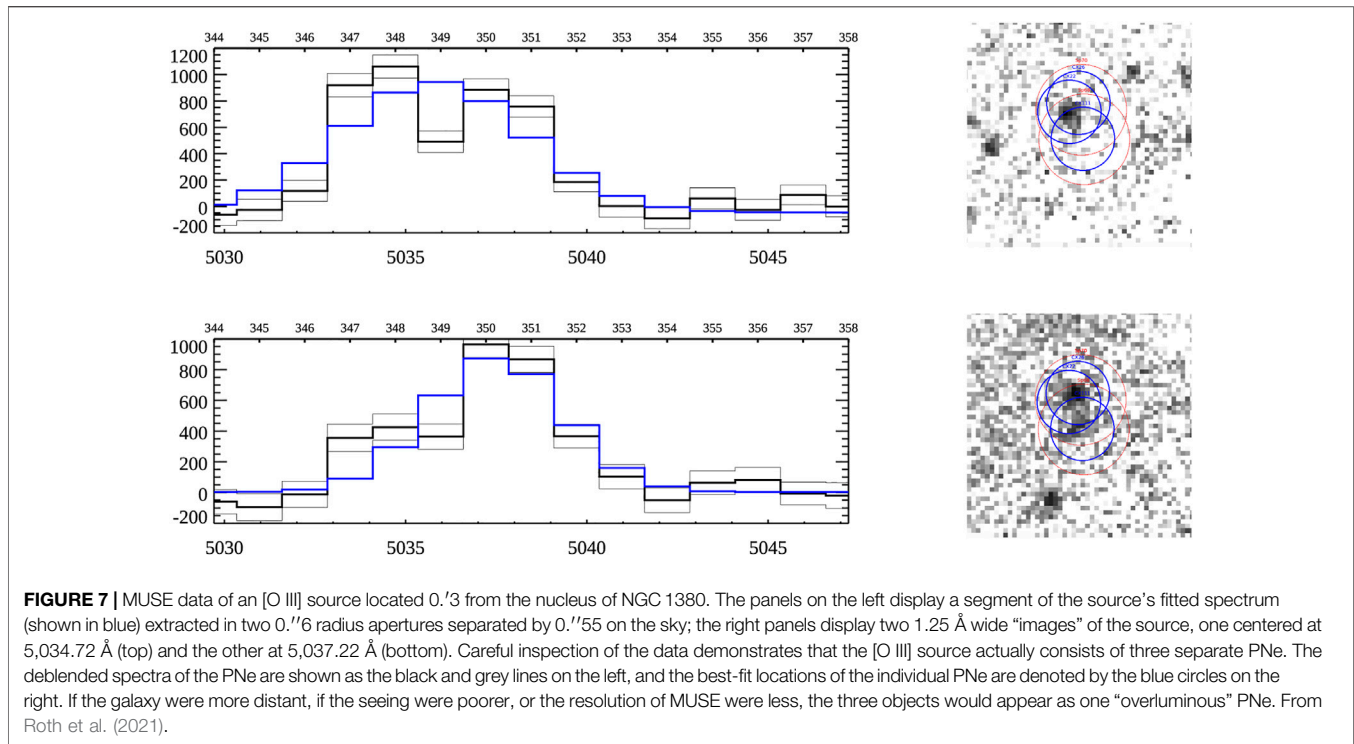 344 345 346 347 348 349 350 351 352 353 354 355 356 357 358
1200
1000
800
600
400
200
0
-200
5030 5035 5040 5045
344 345 346 347 348 349 350 351 352 353 354 355 356 357 358
1000
800
600
400
200
0
-200
5030 5035 5040 5045
FIGURE 7 | MUSE data of an [O III] source located 0.′3 from the nucleus of NGC 1380. The panels on the left display a segment of the source's fitted spectrum
(shown in blue) extracted in two 0.′′6 radius apertures separated by 0.′′55 on the sky; the right panels display two 1.25 Å wide “images” of the source, one centered at
5,034.72 Å (top) and the other at 5,037.22 Å (bottom). Careful inspection of the data demonstrates that the [O III] source actually consists of three separate PNe. The
deblended spectra of the PNe are shown as the black and grey lines on the left, and the best-fit locations of the individual PNe are denoted by the blue circles on the
right. If the galaxy were more distant, if the seeing were poorer, or the resolution of MUSE were less, the three objects would appear as one “overluminous” PNe. From
Roth et al. (2021).